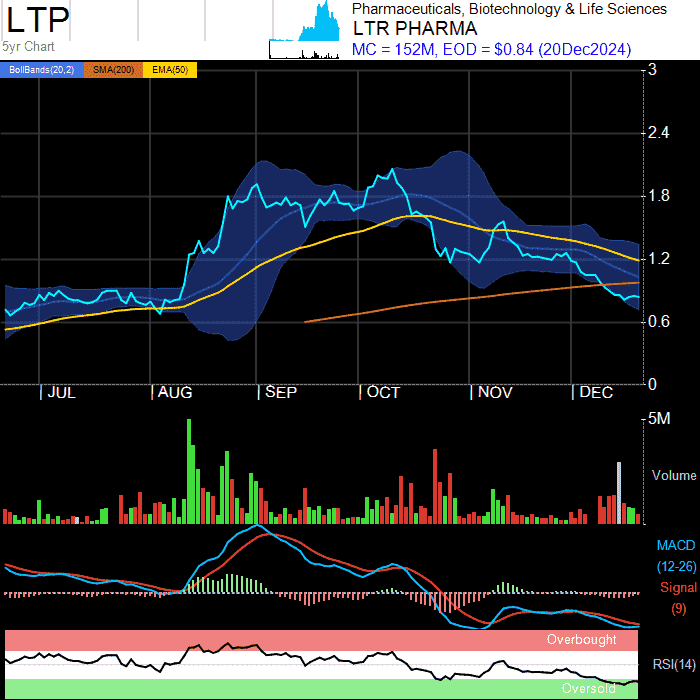 LTP
5yr Chart
Pharmaceuticals, Biotechnology & Life Sciences
LTR PHARMA
MC = 152M, EOD = $0.84 (20Dec2024)
BollBands(20,2) SMA(200) EMA(50)
3
2.4
1.8
1.2
0.6
0
JUL AUG SEP OCT NOV DEC
5M
Volume
MACD
(12-26)
Signal
(9)
Overbought
RSI(14)
Oversold